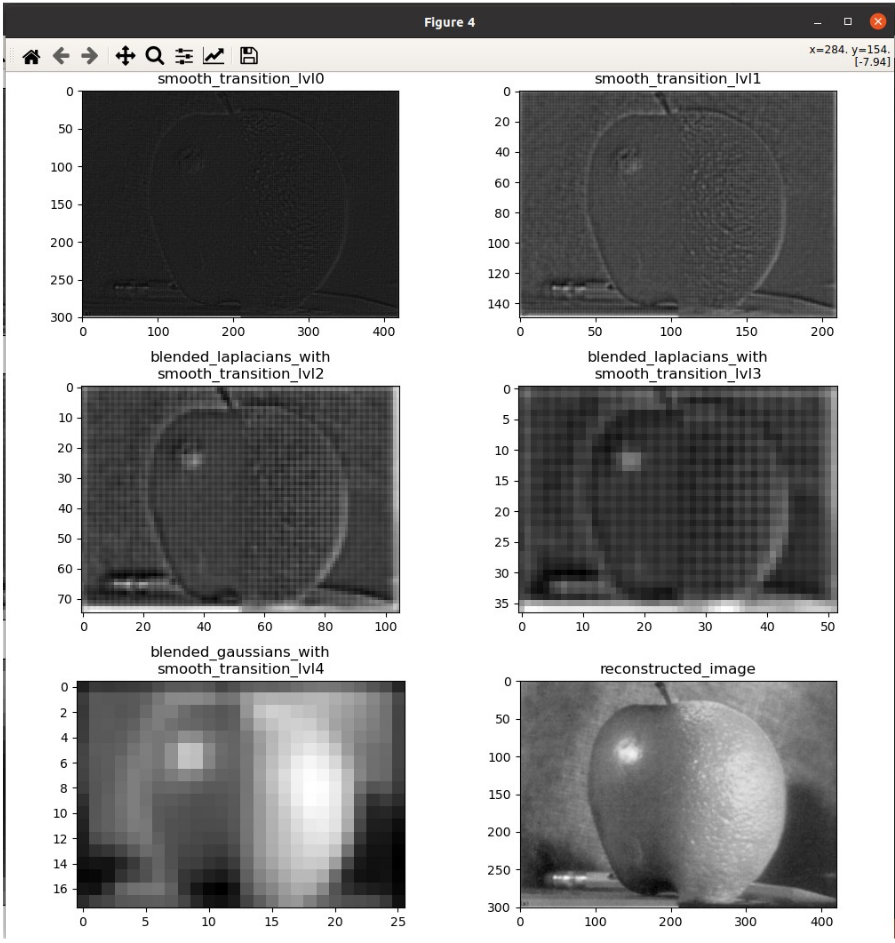 Figure 4
x=284. y=154.
[-7.94]
smooth_transition_lvl0
0
50
100
150
200
250
300
0 100 200 300 400
smooth_transition_lvl1
0
20
40
60
80
100
120
140
0 50 100 150 200
blended_laplacians_with
smooth_transition_lvl2
0
10
20
30
40
50
60
70
0 20 40 60 80 100
blended_laplacians_with
smooth_transition_lvl3
0
5
10
15
20
25
30
35
0 10 20 30 40 50
blended_gaussians_with
smooth_transition_lvl4
0
2
4
6
8
10
12
14
16
0 5 10 15 20 25
reconstructed_image
0
50
100
150
200
250
300
0 100 200 300 400